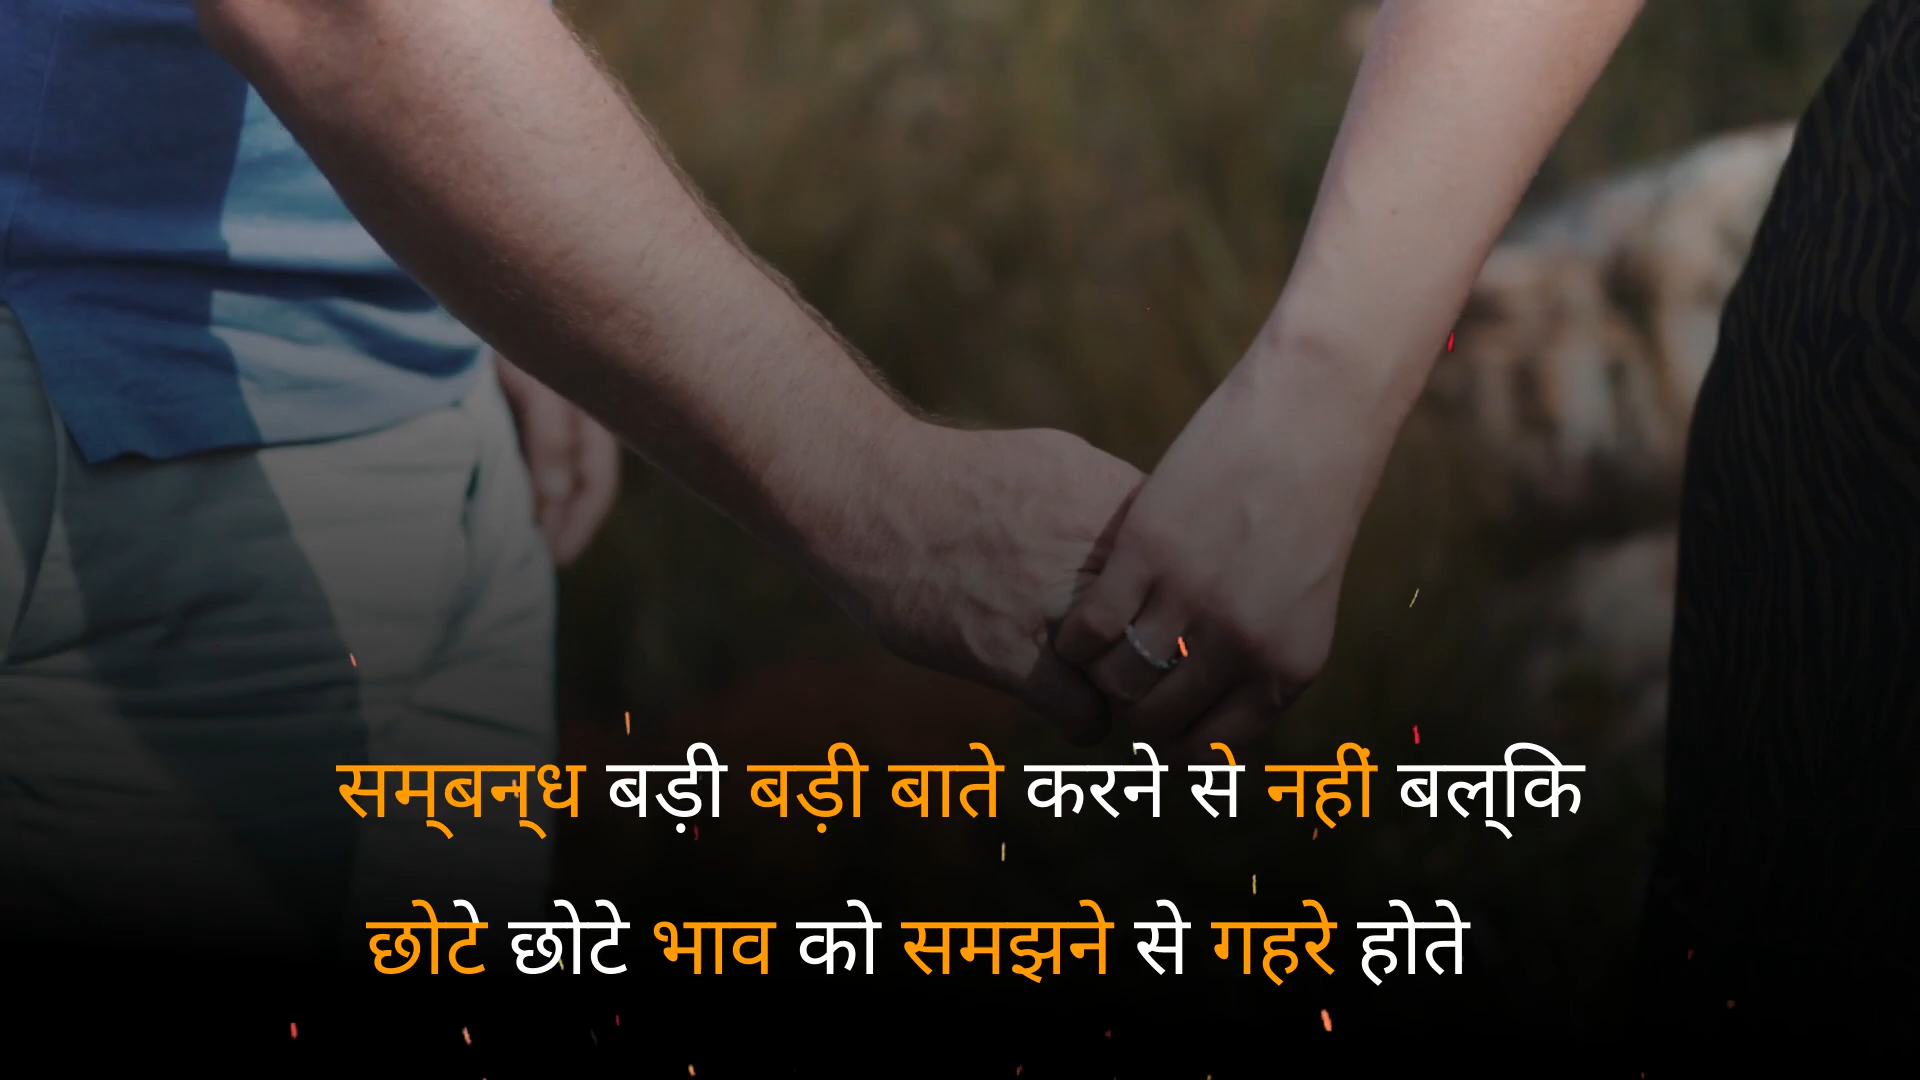 सम्‌बन्‌ध बड़ी बड़ी बाते करने से नहीं बल्‌कि
छोटे छोटे भाव को समझने से गहरे होते